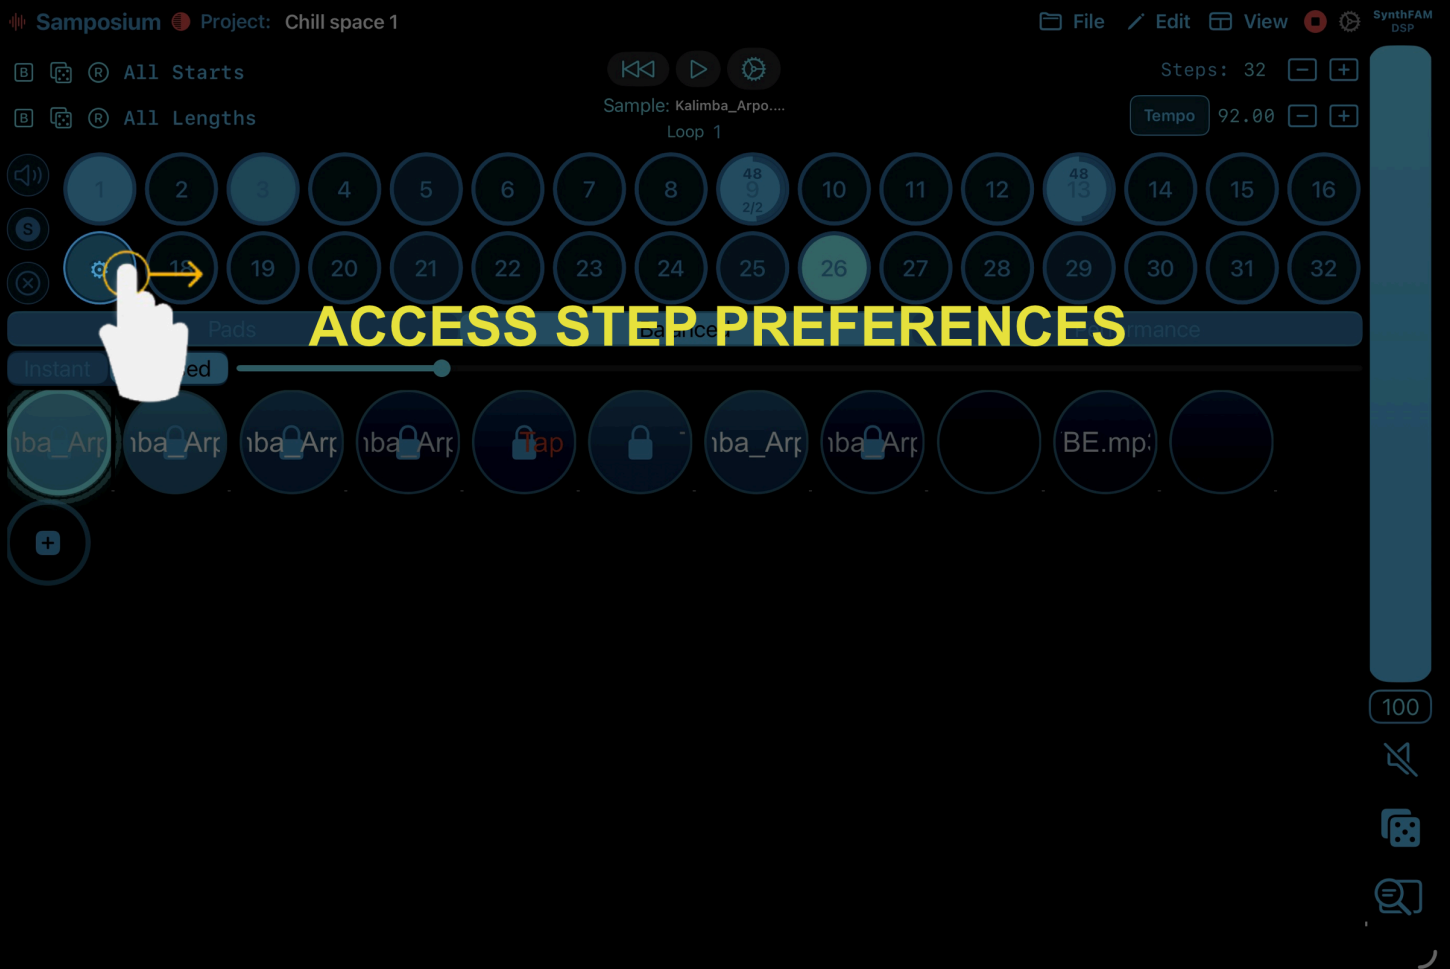 Samposium Project: Chill space 1
File Edit View
SynthFAM
DSP
B R All Starts
Steps: 32
B R All Lengths
Sample: Kalimba_Arpo....
Loop 1
Tempo 92.00
1 2 3 4 5 6 7 8 48 9 2/2 10 11 12 48 13 14 15 16
S
18 19 20 21 22 23 24 25 26 27 28 29 30 31 32
ACCESS STEP PREFERENCES
Pads Balanced
Instant
Tap
BE.mp
100